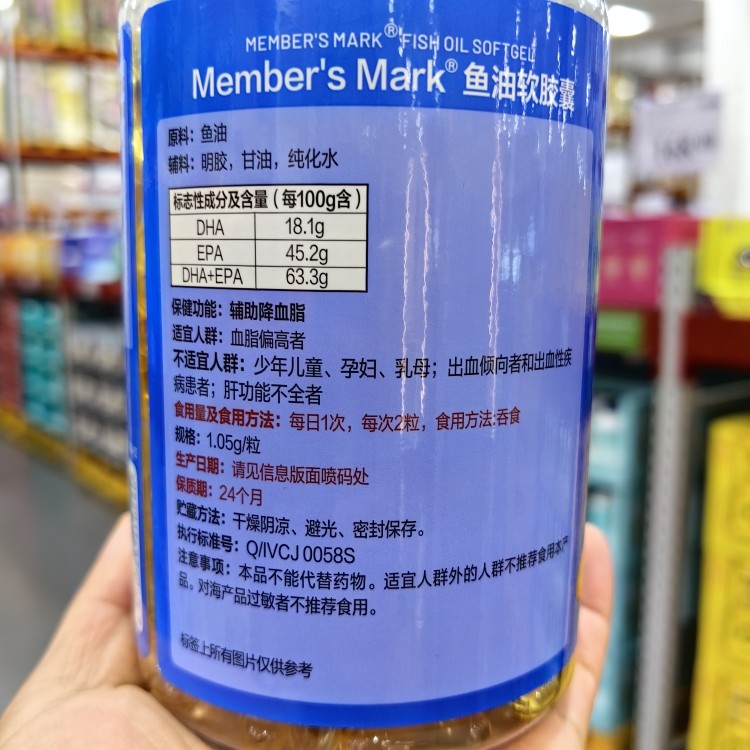 MEMBER'S MARK® FISH OIL SOFTGEL
Member's Mark® 鱼油软胶囊
原料：鱼油
辅料：明胶，甘油，纯化水
标志性成分及含量（每100g含）
DHA 18.1g
EPA 45.2g
DHA+EPA 63.3g
保健功能：辅助降血脂
适宜人群：血脂偏高者
不适宜人群：少年儿童、孕妇、乳母；出血倾向者和出血性疾
病患者；肝功能不全者
食用量及食用方法：每日1次，每次2粒，食用方法:吞食
规格：1.05g/粒
生产日期：请见信息版面喷码处
保质期：24个月
贮藏方法：干燥阴凉、避光、密封保存。
执行标准号：Q/IVCJ 0058S
注意事项：本品不能代替药物。适宜人群外的人群不推荐食用本产
品。对海产品过敏者不推荐食用。
标签上所有图片仅供参考